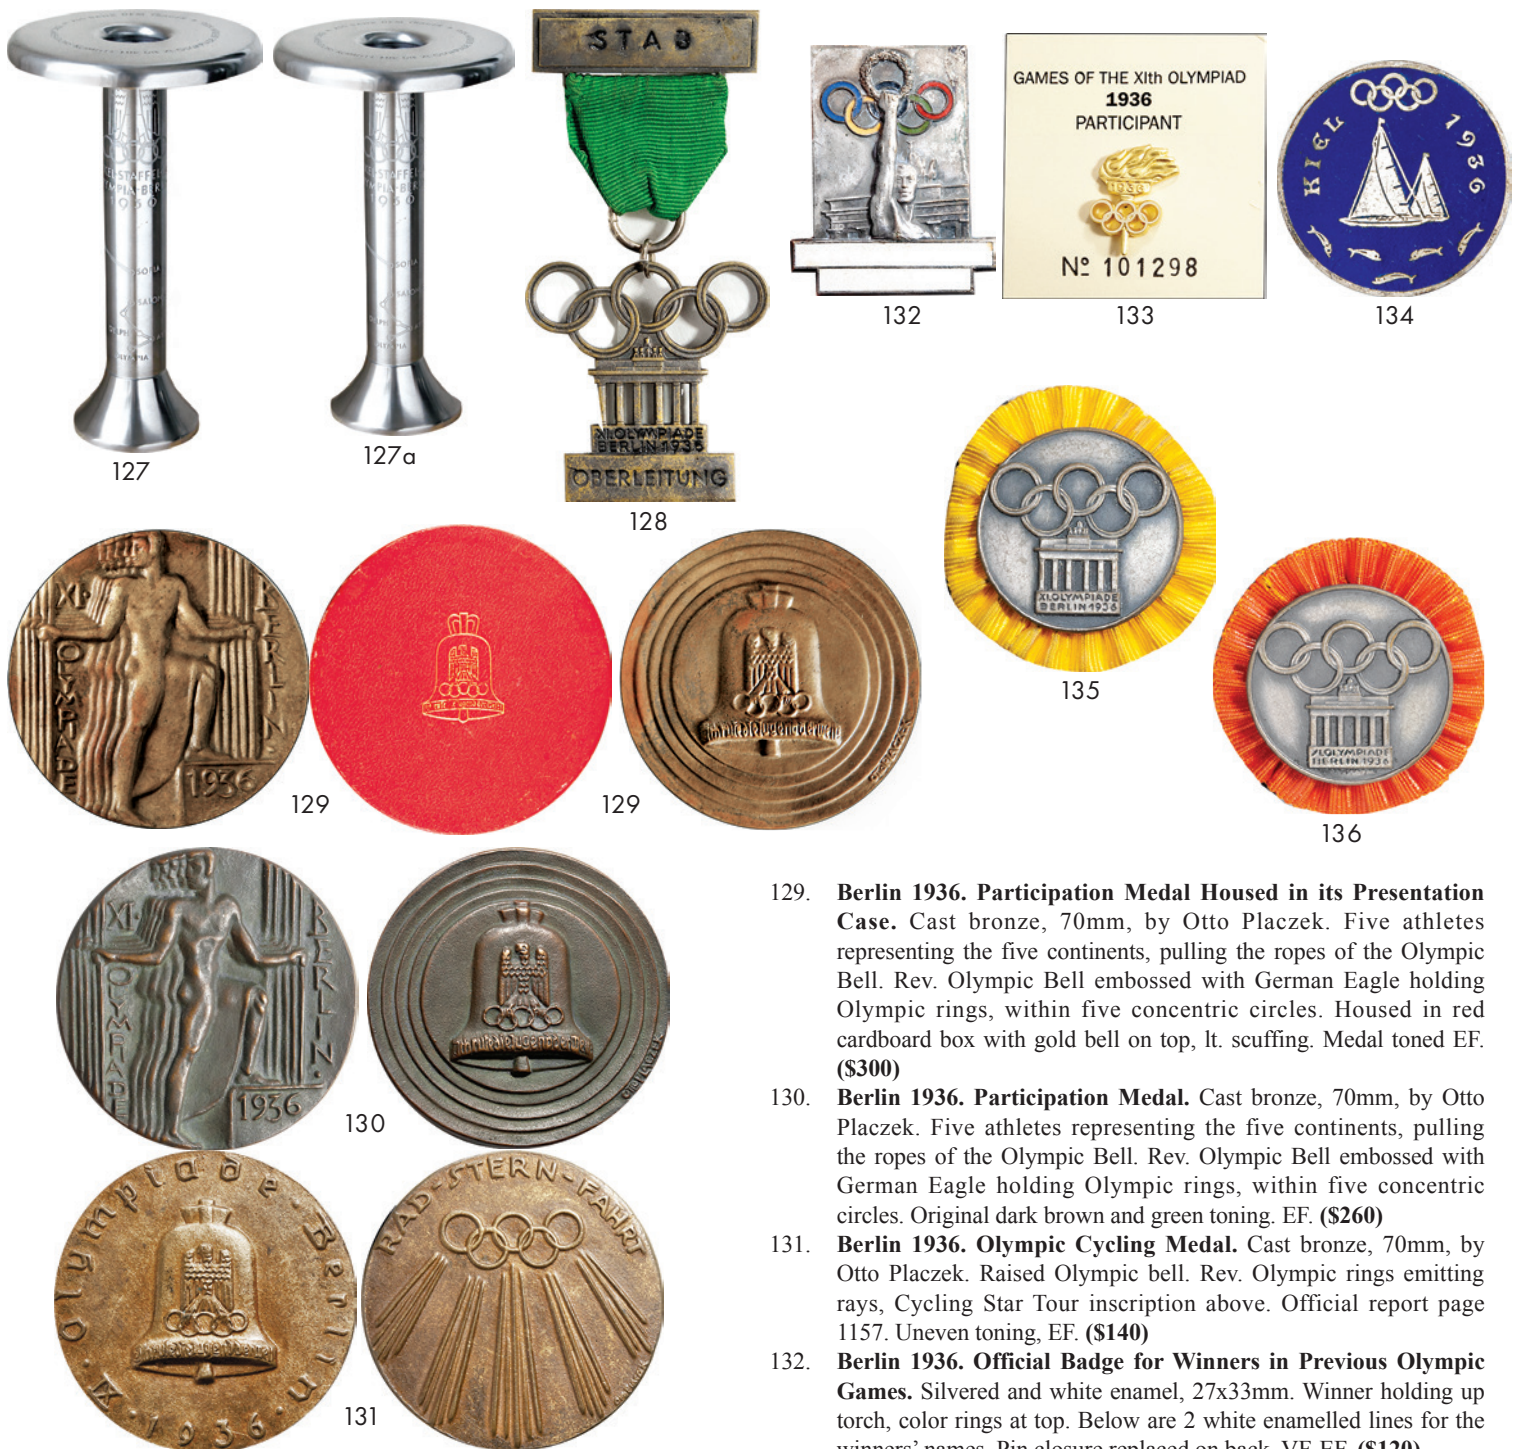 STAB
XI.OLYMPIADE
BERLIN 1936
OBERLEITUNG
GAMES OF THE XIth OLYMPIAD
1936
PARTICIPANT
1936
Nº 101298
KIEL 1936
132
133
134
127
127a
128
XI.OLYMPIADE
BERLIN 1936
135
XI.OLYMPIADE
BERLIN 1936
136
XI.
OLYMPIADE
BERLIN.
1936
129
129
XI.
OLYMPIADE
BERLIN.
1936
130
XI. Olympiade. Berlin
.1936.
RAD-STERN-FAHRT
131
129. Berlin 1936. Participation Medal Housed in its Presentation
Case. Cast bronze, 70mm, by Otto Placzek. Five athletes
representing the five continents, pulling the ropes of the Olympic
Bell. Rev. Olympic Bell embossed with German Eagle holding
Olympic rings, within five concentric circles. Housed in red
cardboard box with gold bell on top, lt. scuffing. Medal toned EF.
($300)
130. Berlin 1936. Participation Medal. Cast bronze, 70mm, by Otto
Placzek. Five athletes representing the five continents, pulling
the ropes of the Olympic Bell. Rev. Olympic Bell embossed with
German Eagle holding Olympic rings, within five concentric
circles. Original dark brown and green toning. EF. ($260)
131. Berlin 1936. Olympic Cycling Medal. Cast bronze, 70mm, by
Otto Placzek. Raised Olympic bell. Rev. Olympic rings emitting
rays, Cycling Star Tour inscription above. Official report page
1157. Uneven toning, EF. ($140)
132. Berlin 1936. Official Badge for Winners in Previous Olympic
Games. Silvered and white enamel, 27x33mm. Winner holding up
torch, color rings at top. Below are 2 white enamelled lines for the
winners' names. Pin closure replaced on back, VF-EF. ($120)